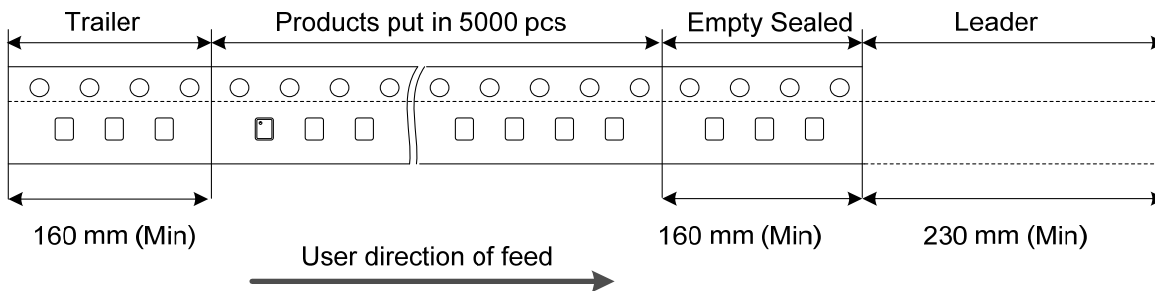 Trailer
Products put in 5000 pcs
Empty Sealed
Leader
160 mm (Min)
160 mm (Min)
230 mm (Min)
User direction of feed